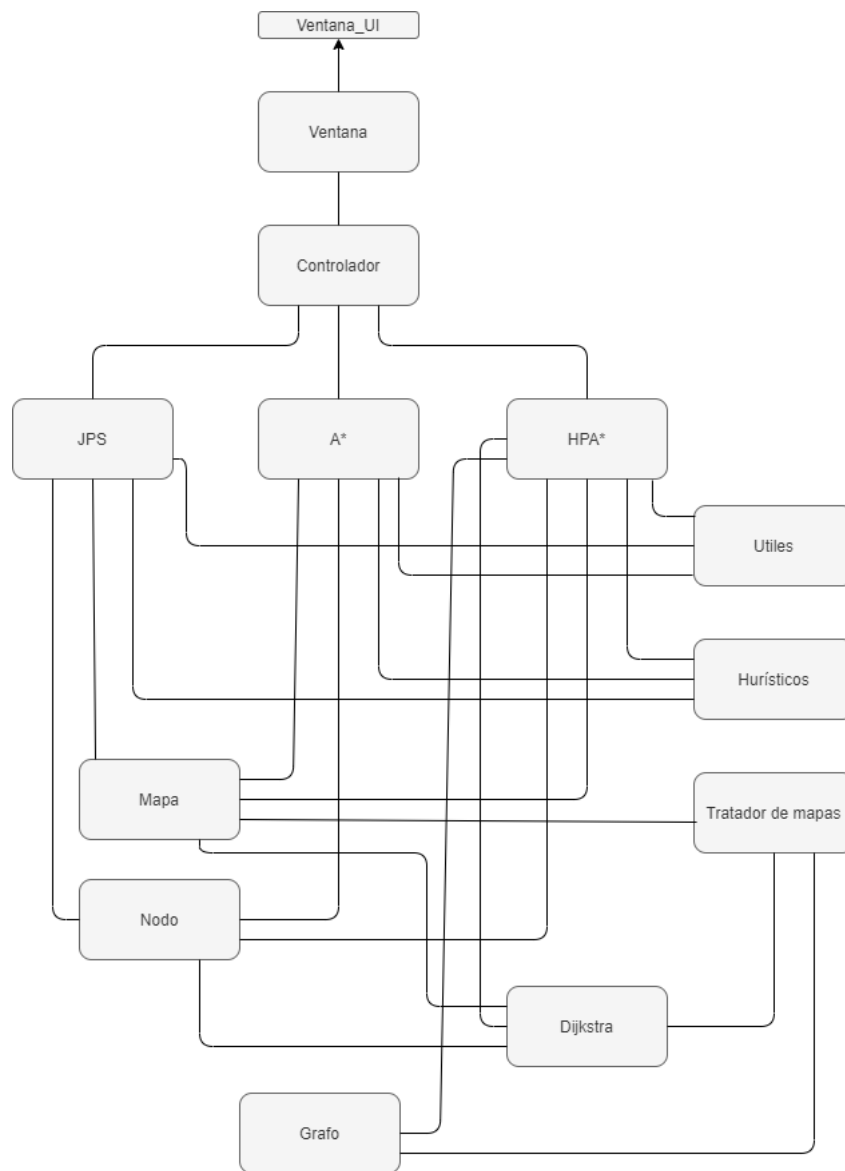 Ventana_UI
Ventana
Controlador
JPS
A*
HPA*
Utiles
Hurísticos
Mapa
Tratador de mapas
Nodo
Dijkstra
Grafo